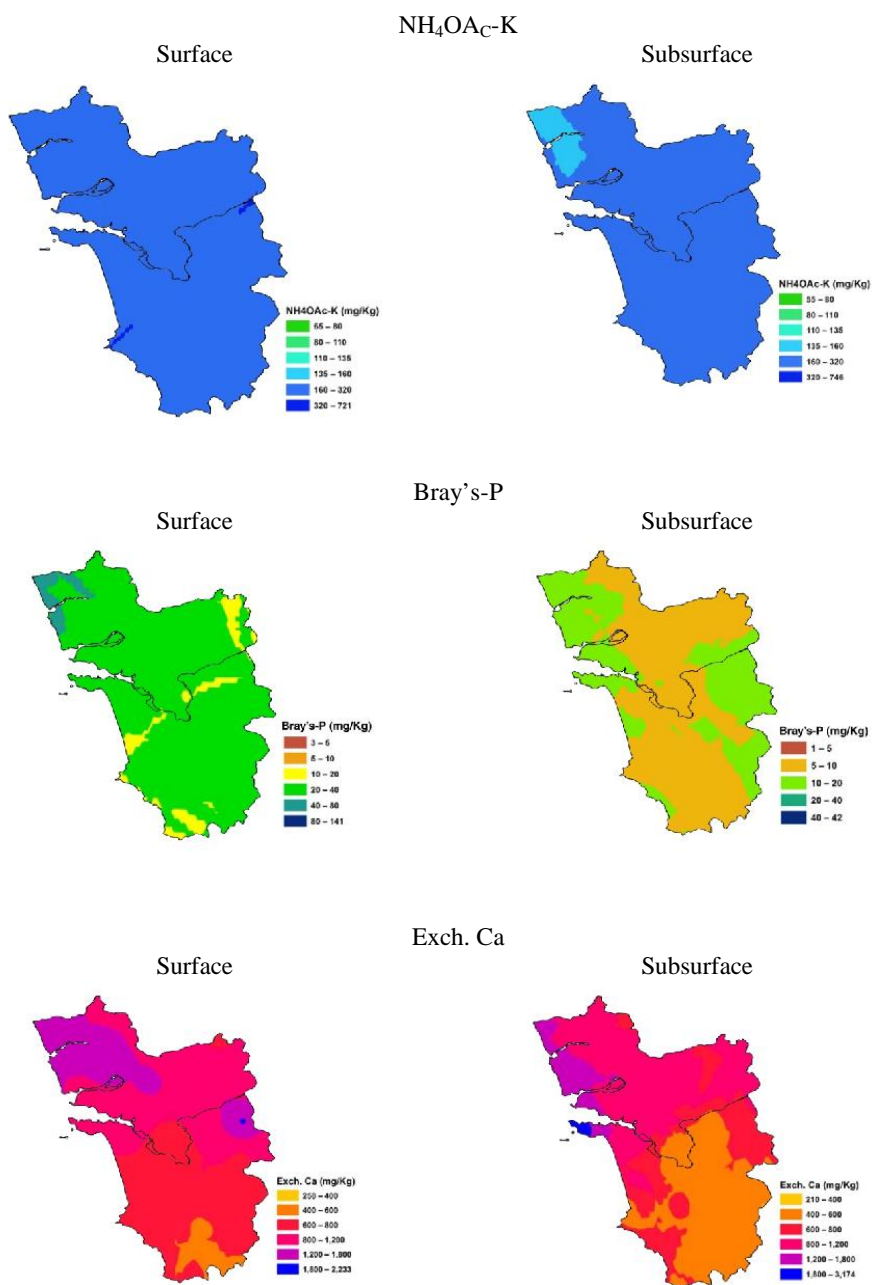 NH₄OA_C-K
Surface
Subsurface
NH4OAc-K (mg/Kg)
65 – 80
80 – 110
110 – 135
135 – 160
160 – 320
320 – 721
NH4OAc-K (mg/Kg)
55 – 80
80 – 110
110 – 135
135 – 160
160 – 320
320 – 746
Bray’s-P
Surface
Subsurface
Bray's-P (mg/Kg)
3 – 5
5 – 10
10 – 20
20 – 40
40 – 80
80 – 141
Bray's-P (mg/Kg)
1 – 5
5 – 10
10 – 20
20 – 40
40 – 42
Exch. Ca
Surface
Subsurface
Exch. Ca (mg/Kg)
250 – 400
400 – 600
600 – 800
800 – 1,200
1,200 – 1,800
1,800 – 2,233
Exch. Ca (mg/Kg)
210 – 400
400 – 600
600 – 800
800 – 1,200
1,200 – 1,800
1,800 – 3,174